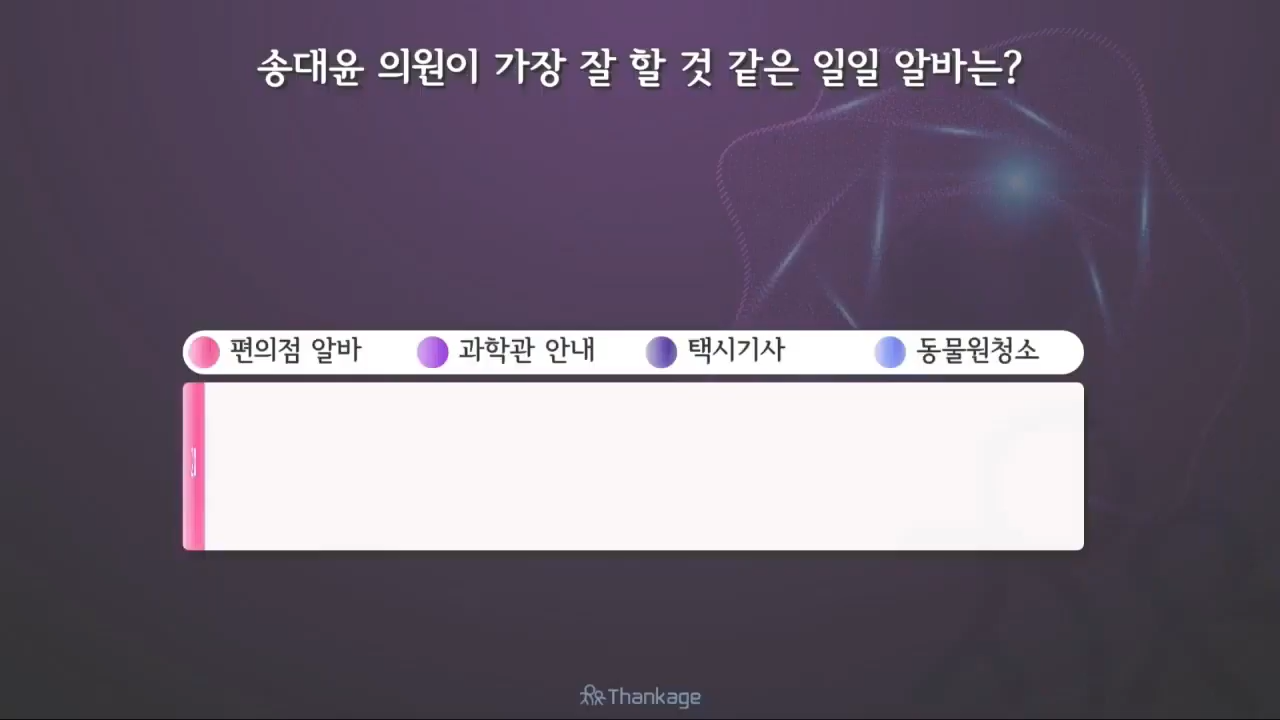 송대윤 의원이 가장 잘 할 것 같은 일일 알바는?
편의점 알바 과학관 안내 택시기사 동물원청소
Thankage